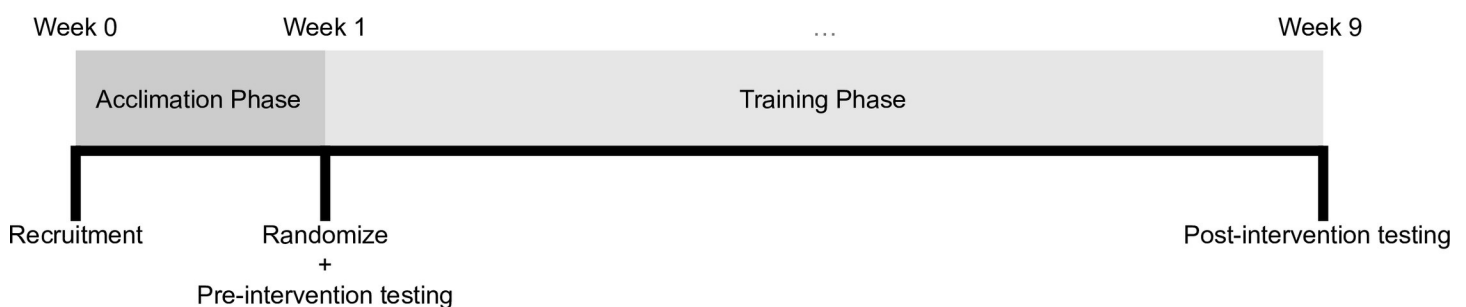 Week 0 Week 1 … Week 9
Acclimation Phase Training Phase
Recruitment Randomize Post-intervention testing
+
Pre-intervention testing